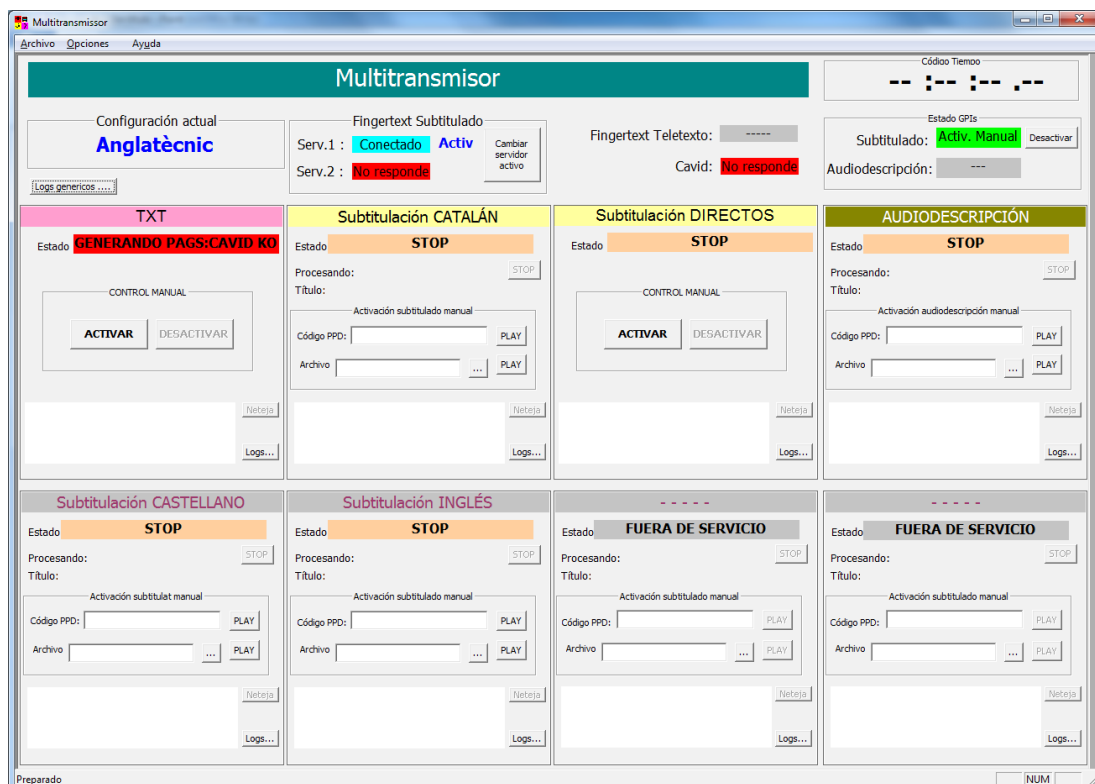 Multitransmissor
Archivo Opciones Ayuda
Multitransmisor
Código Tiempo
-- :-- :-- .--
Configuración actual
Anglatècnic
Logs genericos ....
Fingertext Subtitulado
Serv.1 : Conectado Activ
Serv.2 : No responde
Cambiar
servidor
activo
Fingertext Teletexto: -----
Cavid: No responde
Estado GPIs
Subtitulado: Activ. Manual Desactivar
Audiodescripción: ---
TXT
Estado GENERANDO PAGS:CAVID KO
CONTROL MANUAL
ACTIVAR DESACTIVAR
Neteja
Logs...
Subtitulación CATALÁN
Estado STOP
Procesando: STOP
Título:
Activación subtitulado manual
Código PPD: PLAY
Archivo ... PLAY
Neteja
Logs...
Subtitulación DIRECTOS
Estado STOP
CONTROL MANUAL
ACTIVAR DESACTIVAR
Neteja
Logs...
AUDIODESCRIPCIÓN
Estado STOP
Procesando: STOP
Título:
Activación audiodescripción manual
Código PPD: PLAY
Archivo ... PLAY
Neteja
Logs...
Subtitulación CASTELLANO
Estado STOP
Procesando: STOP
Título:
Activación subtitulat manual
Código PPD: PLAY
Archivo ... PLAY
Neteja
Logs...
Subtitulación INGLÉS
Estado STOP
Procesando: STOP
Título:
Activación subtitulado manual
Código PPD: PLAY
Archivo ... PLAY
Neteja
Logs...
- - - - -
Estado FUERA DE SERVICIO
Procesando: STOP
Título:
Activación subtitulado manual
Código PPD: PLAY
Archivo ... PLAY
Neteja
Logs...
- - - - -
Estado FUERA DE SERVICIO
Procesando: STOP
Título:
Activación subtitulado manual
Código PPD: PLAY
Archivo ... PLAY
Neteja
Logs...
Preparado NUM